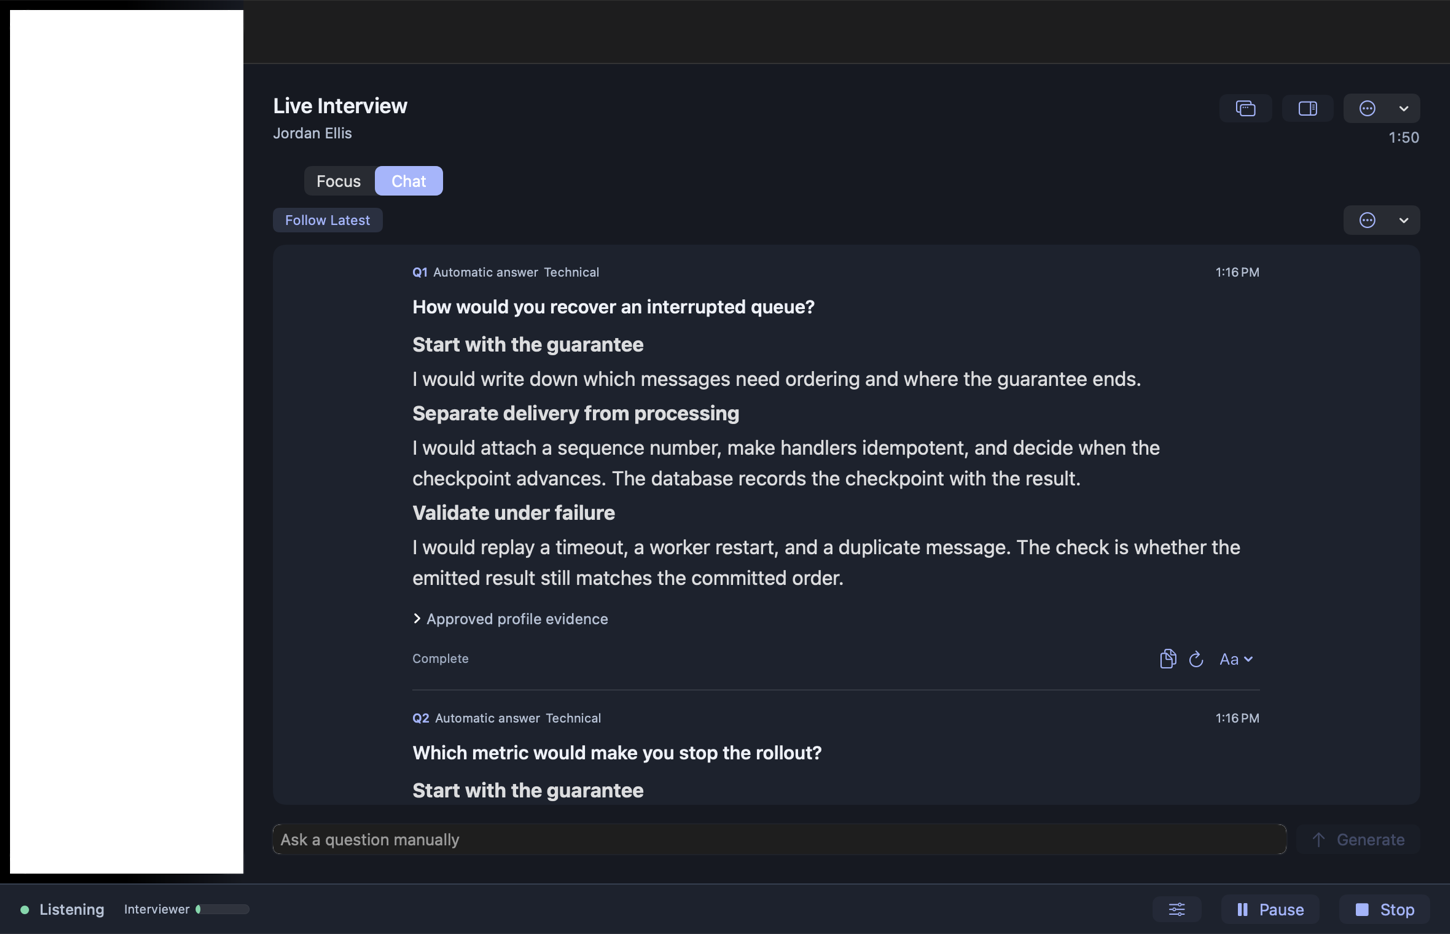 Live Interview
Jordan Ellis
1:50
Focus Chat
Follow Latest
Q1 Automatic answer Technical 1:16 PM
How would you recover an interrupted queue?
Start with the guarantee
I would write down which messages need ordering and where the guarantee ends.
Separate delivery from processing
I would attach a sequence number, make handlers idempotent, and decide when the
checkpoint advances. The database records the checkpoint with the result.
Validate under failure
I would replay a timeout, a worker restart, and a duplicate message. The check is whether the
emitted result still matches the committed order.
Approved profile evidence
Complete Aa
Q2 Automatic answer Technical 1:16 PM
Which metric would make you stop the rollout?
Start with the guarantee
Ask a question manually Generate
Listening Interviewer Pause Stop